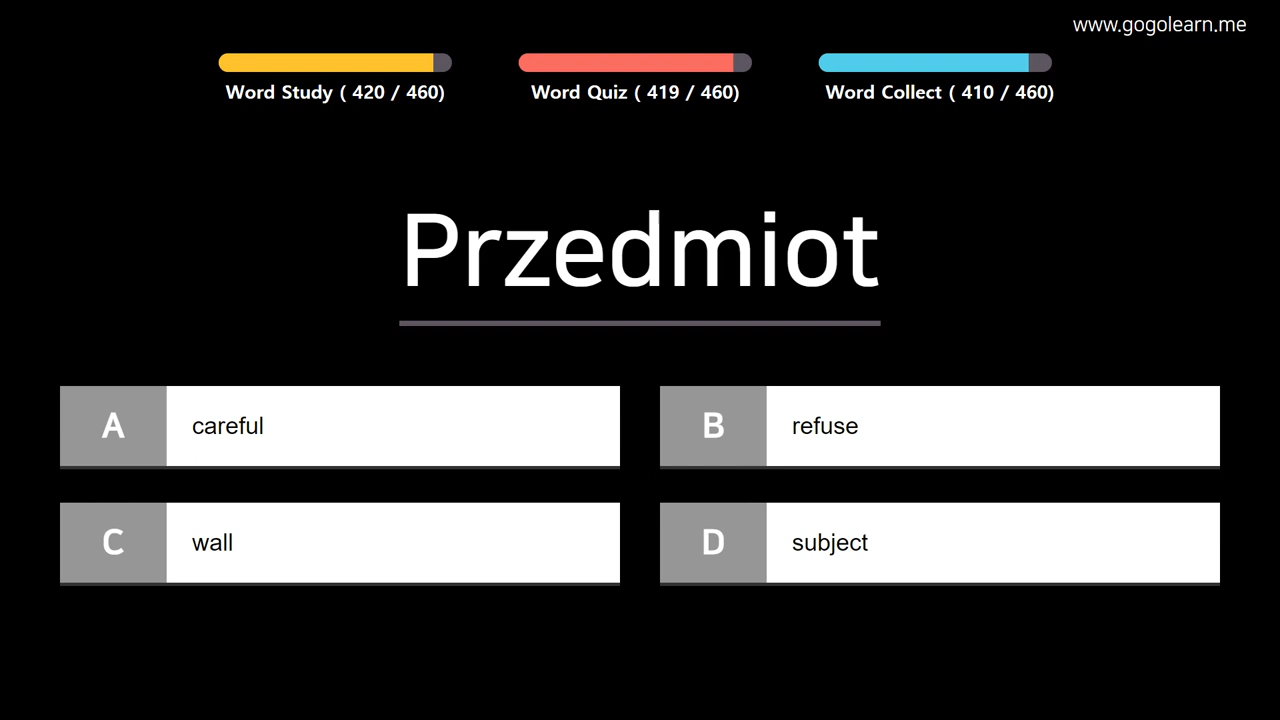 www.gogolearn.me
Word Study ( 420 / 460)
Word Quiz ( 419 / 460)
Word Collect ( 410 / 460)
Przedmiot
A careful
B refuse
C wall
D subject